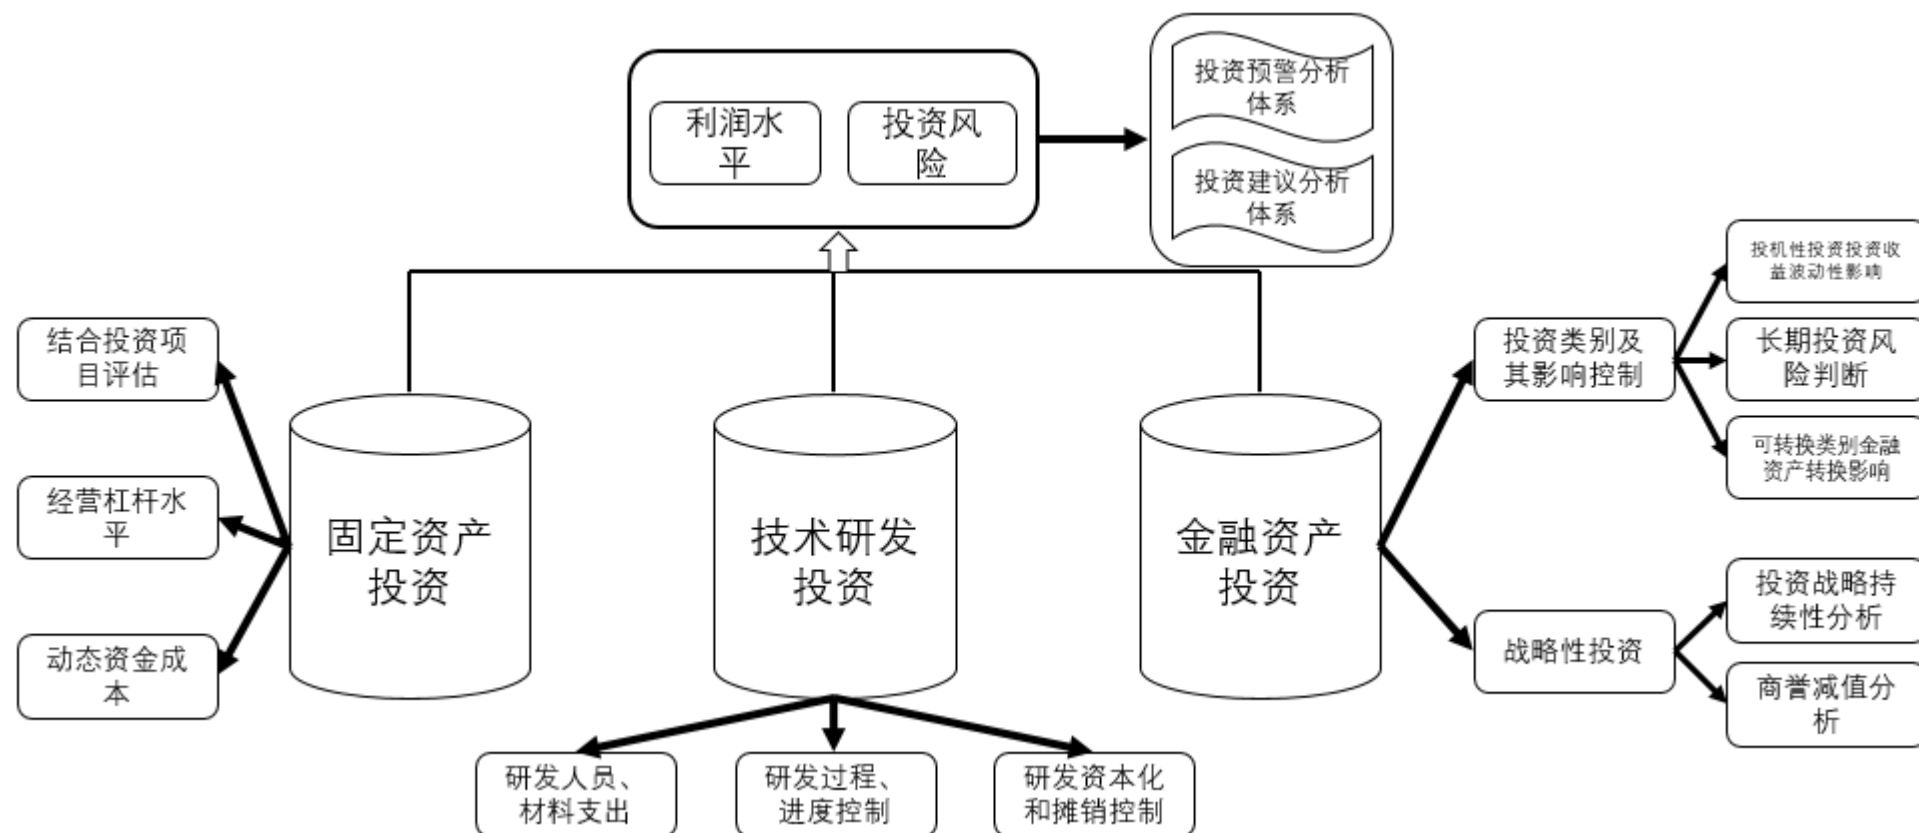 投资预警分析
体系
利润水
平
投资风
险
投资建议分析
体系
投机性投资投资收
益波动性影响
结合投资项
目评估
投资类别及
其影响控制
长期投资风
险判断
可转换类别金融
资产转换影响
经营杠杆水
平
固定资产
投资
技术研发
投资
金融资产
投资
投资战略持
续性分析
动态资金成
本
战略性投资
商誉减值分
析
研发人员、
材料支出
研发过程、
进度控制
研发资本化
和摊销控制